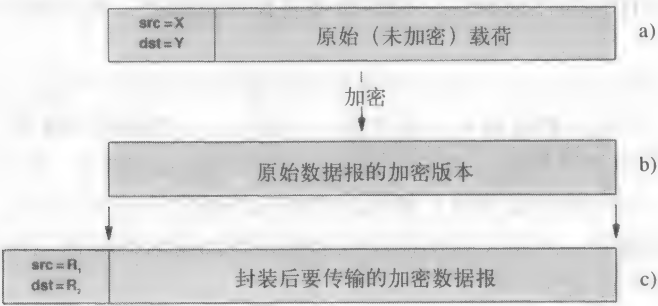 src=X
dst=Y
原始（未加密）载荷
a)
加密
原始数据报的加密版本
b)
src=R₁
dst=R₂
封装后要传输的加密数据报
c)